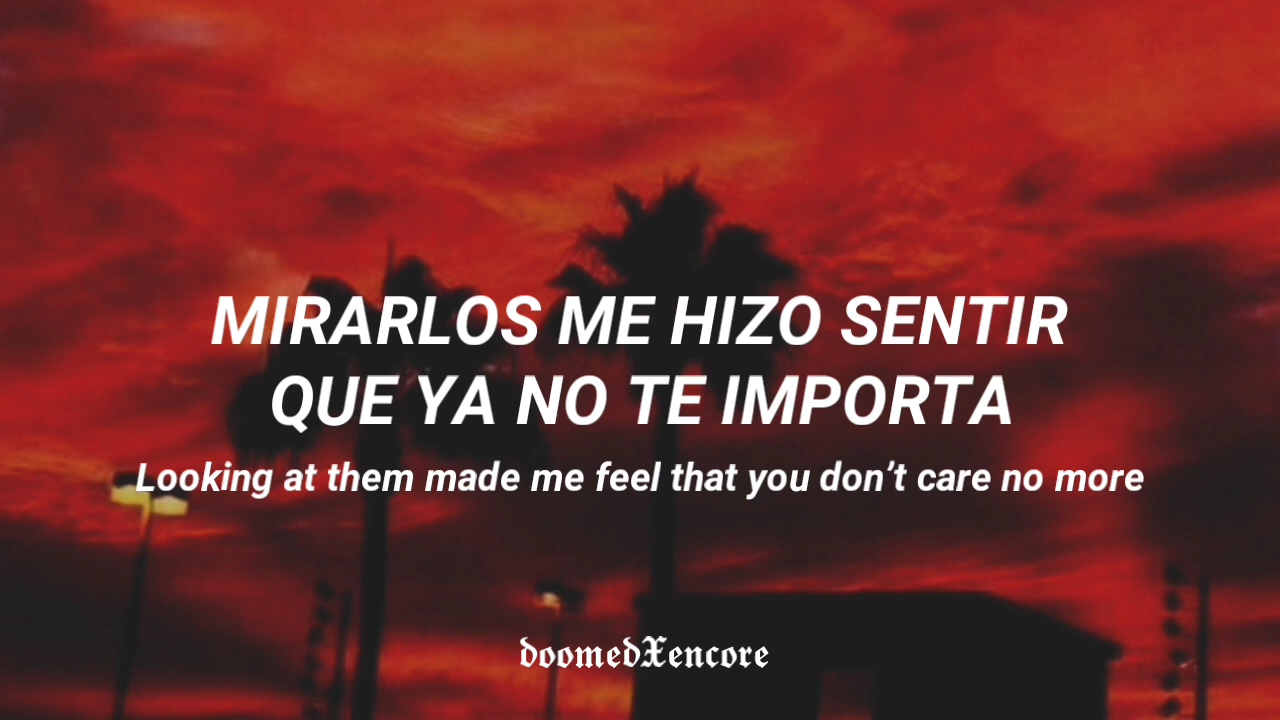 MIRARLOS ME HIZO SENTIR
QUE YA NO TE IMPORTA
Looking at them made me feel that you don’t care no more
doomedXencore